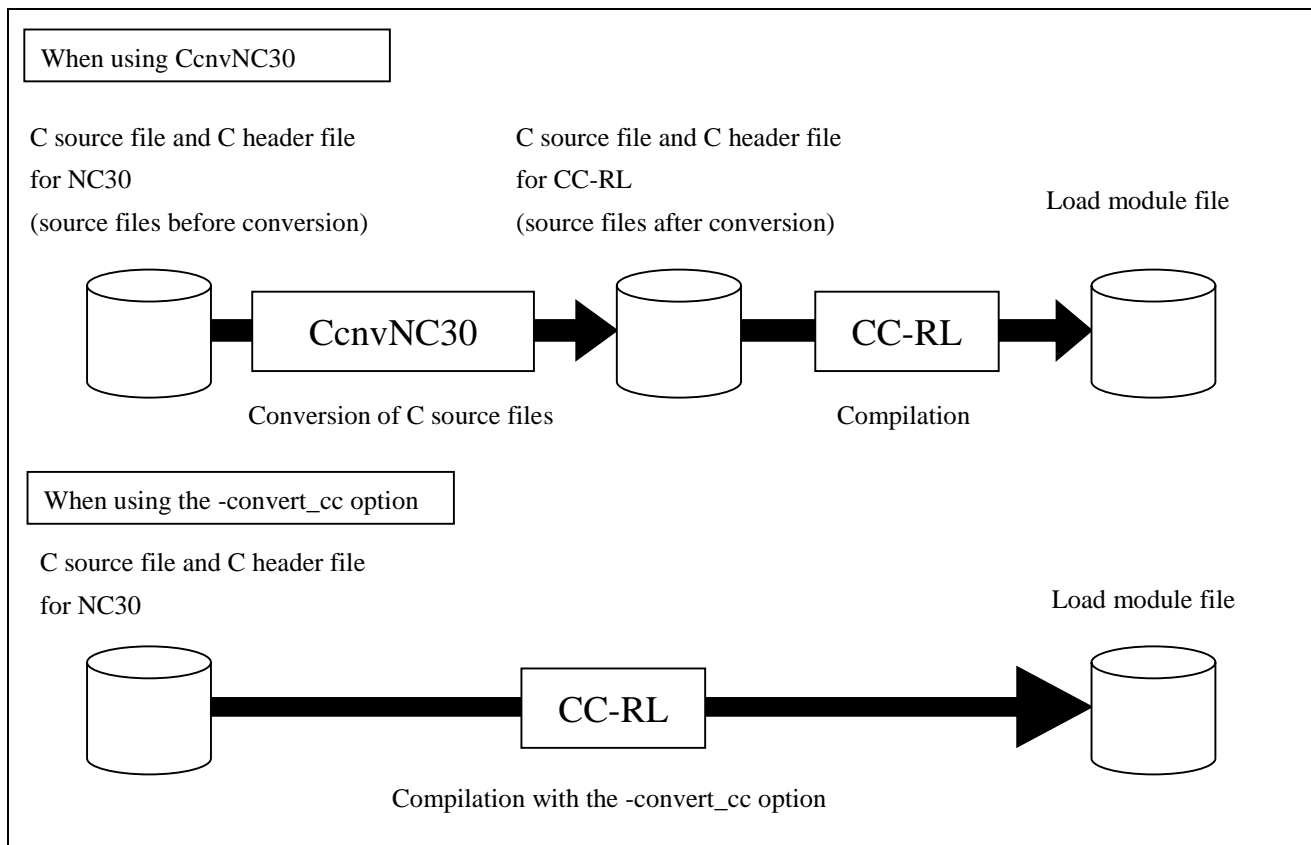 When using CcnvNC30
C source file and C header file
for NC30
(source files before conversion)
C source file and C header file
for CC-RL
(source files after conversion)
Load module file
CcnvNC30
CC-RL
Conversion of C source files
Compilation
When using the -convert_cc option
C source file and C header file
for NC30
Load module file
CC-RL
Compilation with the -convert_cc option